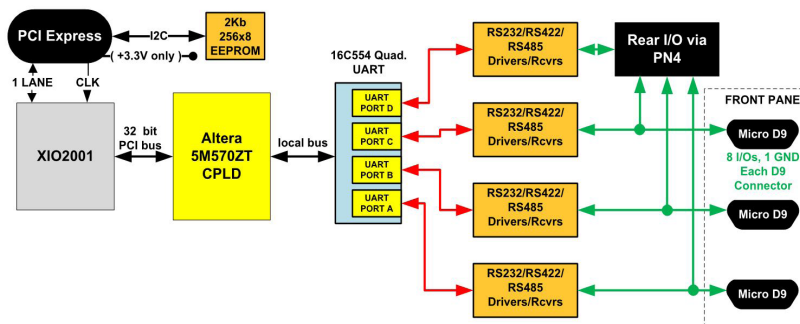 PCI Express
I2C
( +3.3V only )
2Kb
256x8
EEPROM
1 LANE
CLK
XIO2001
32 bit
PCI bus
Altera
5M570ZT
CPLD
local bus
16C554 Quad.
UART
UART
PORT D
UART
PORT C
UART
PORT B
UART
PORT A
RS232/RS422/
RS485
Drivers/Rcvrs
RS232/RS422/
RS485
Drivers/Rcvrs
RS232/RS422/
RS485
Drivers/Rcvrs
RS232/RS422/
RS485
Drivers/Rcvrs
Rear I/O via
PN4
FRONT PANE
Micro D9
8 I/Os, 1 GND
Each D9
Connector
Micro D9
Micro D9